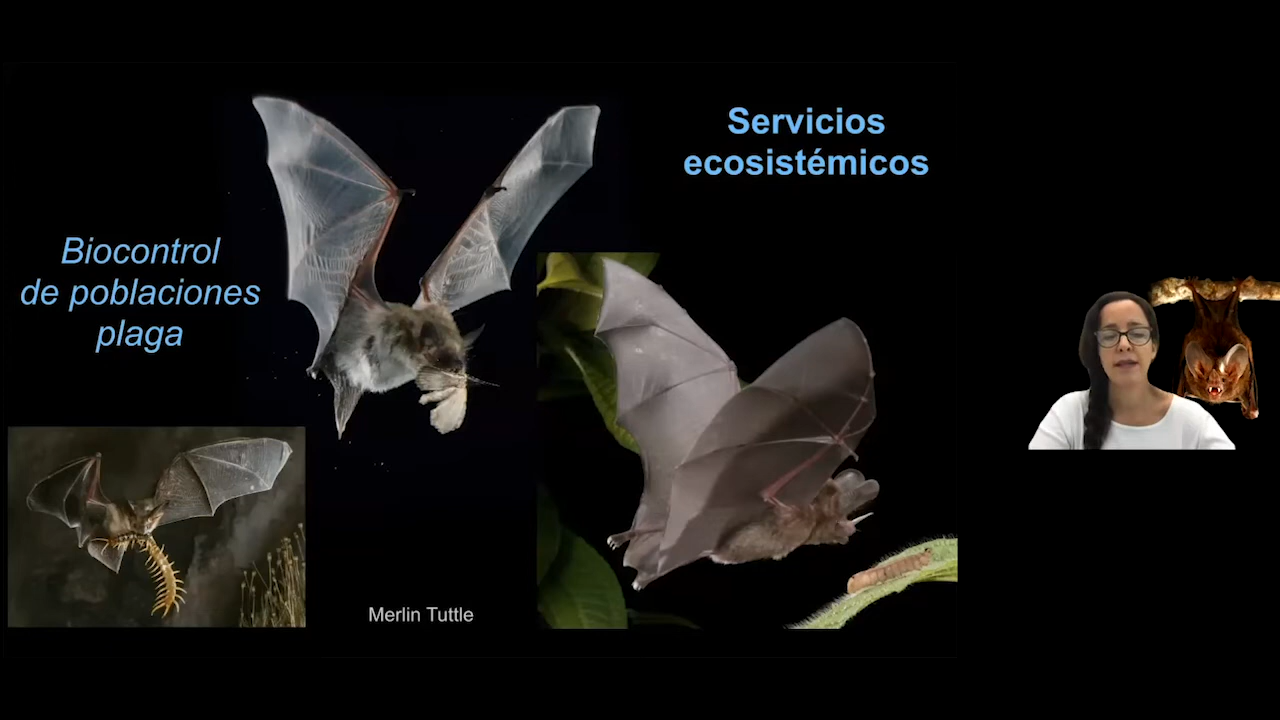 Servicios
ecosistémicos
Biocontrol
de poblaciones
plaga
Merlin Tuttle